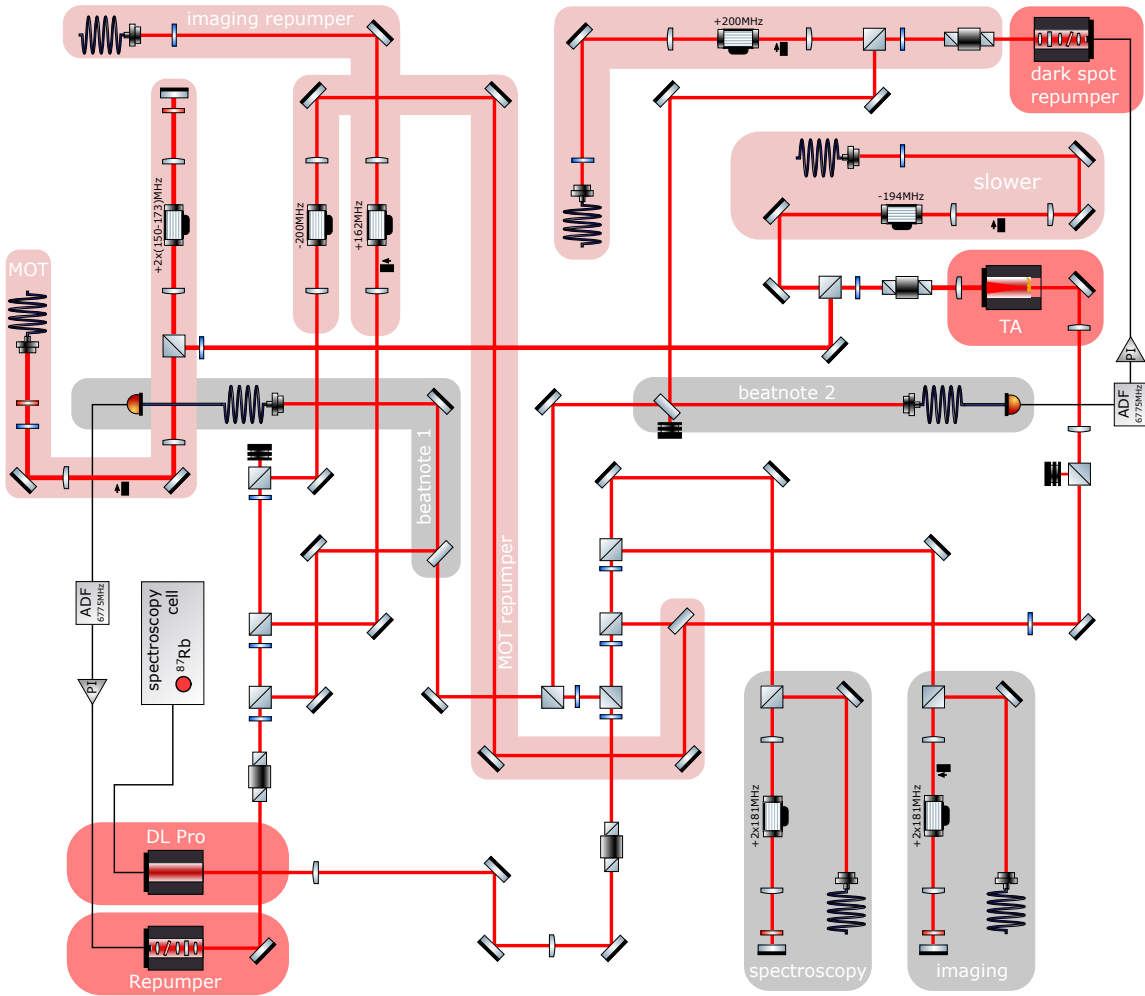 imaging repumper
+200MHz
dark spot
repumper
slower
-194MHz
+2x(150-173)MHz
-200MHz
+162MHz
MOT
TA
PI
ADF
6775MHz
beatnote 2
beatnote 1
MOT repumper
ADF
6775MHz
spectroscopy
cell
87Rb
PI
DL Pro
Repumper
+2x181MHz
+2x181MHz
spectroscopy
imaging